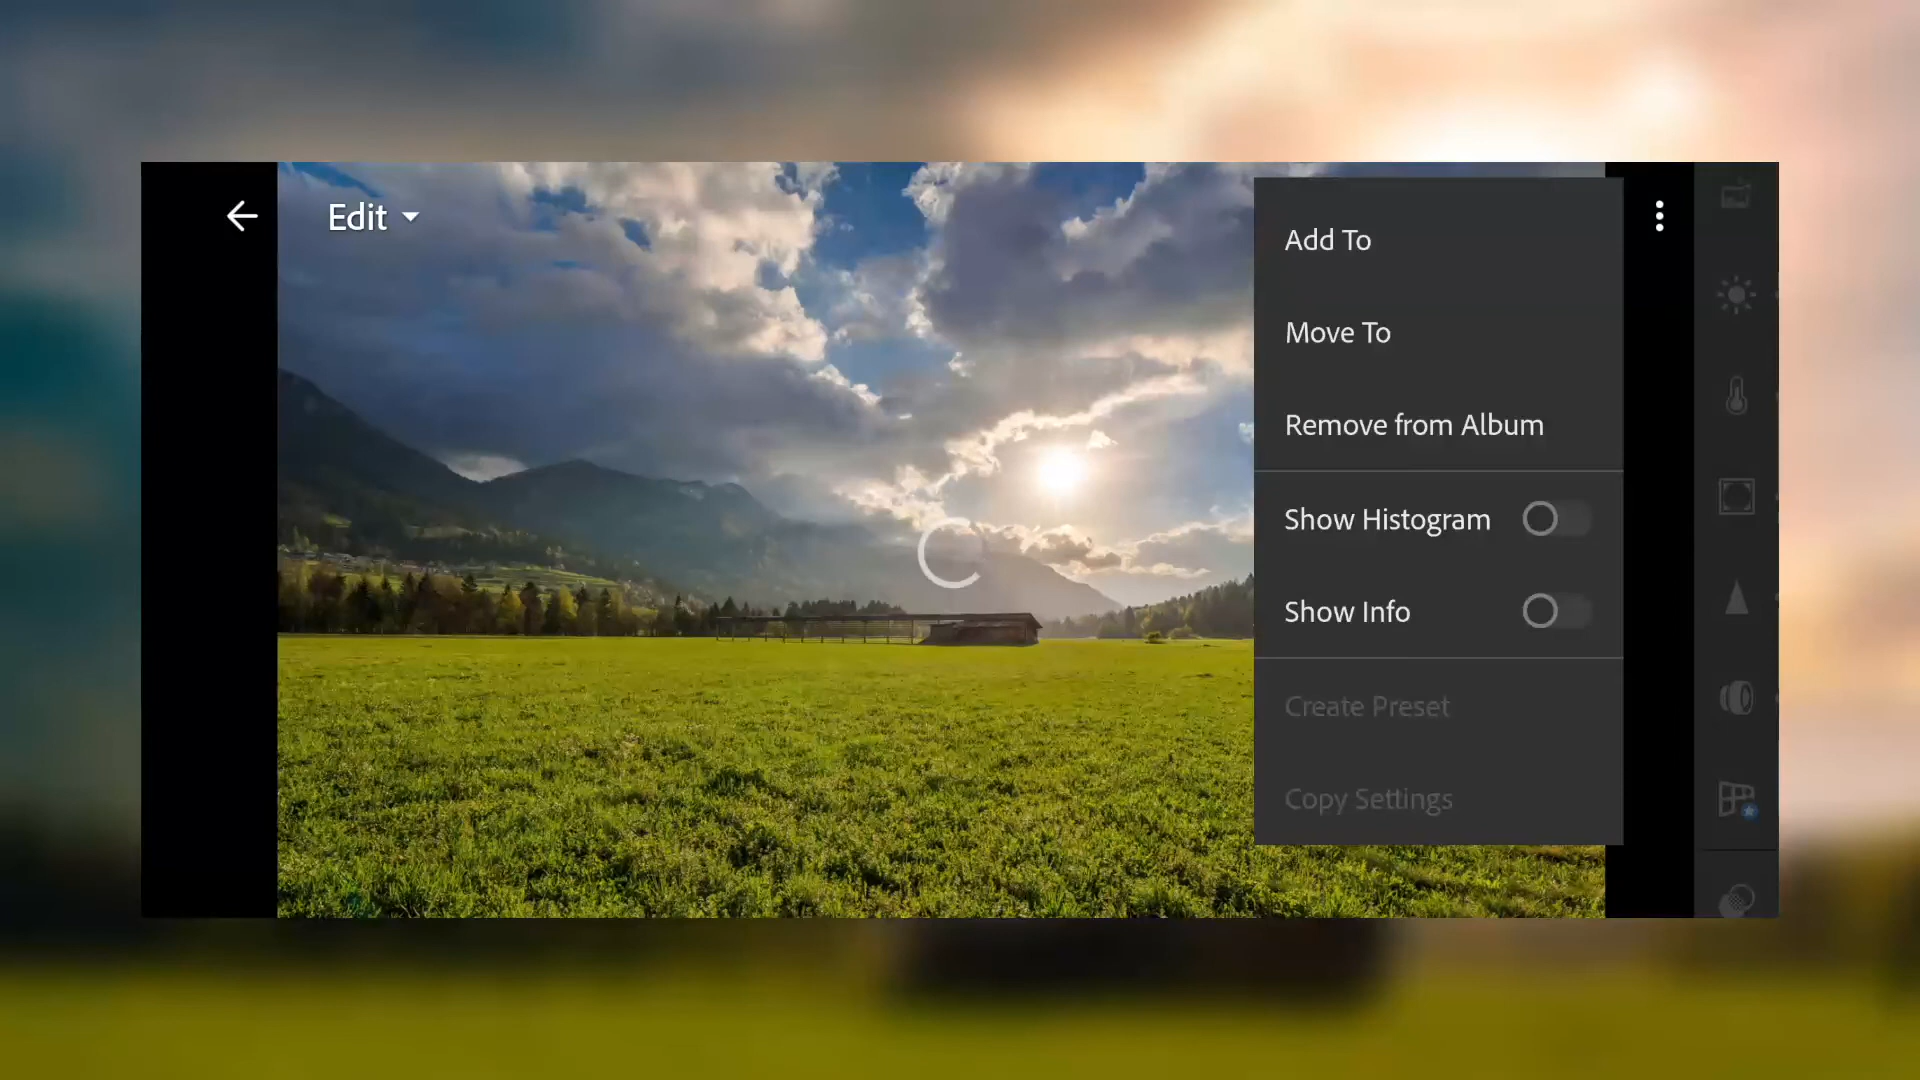 Edit
Add To
Move To
Remove from Album
Show Histogram
Show Info
Create Preset
Copy Settings